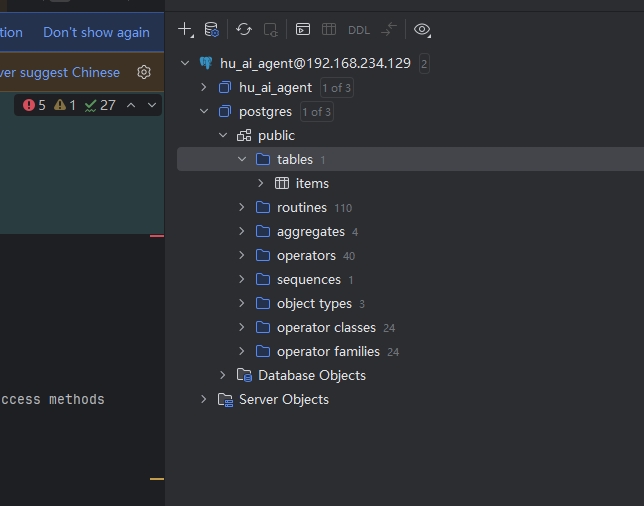 tion Don't show again
ver suggest Chinese
5 1 27
ccess methods
DDL
hu_ai_agent@192.168.234.129 2
hu_ai_agent 1 of 3
postgres 1 of 3
public
tables 1
items
routines 110
aggregates 4
operators 40
sequences 1
object types 3
operator classes 24
operator families 24
Database Objects
Server Objects